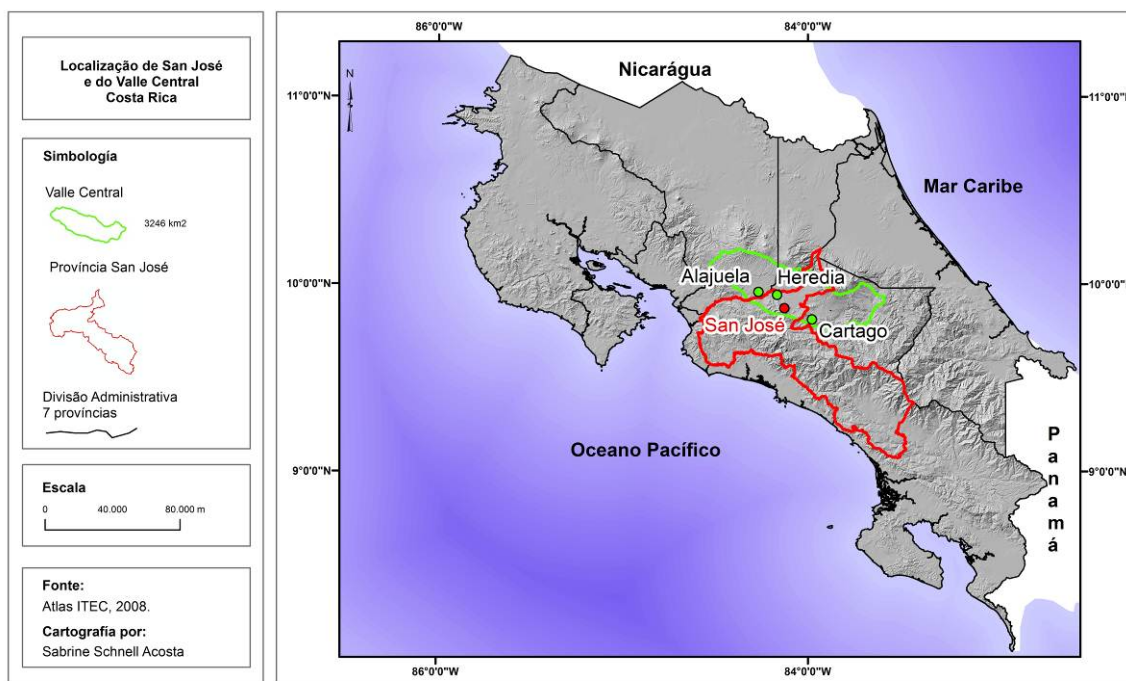 Localização de San José
e do Valle Central
Costa Rica
Simbología
Valle Central
3246 km2
Província San José
Divisão Administrativa
7 províncias
Escala
0 40.000 80.000 m
Fonte:
Atlas ITEC, 2008.
Cartografía por:
Sabrine Schnell Acosta
86°0'0"W 84°0'0"W
N
Nicarágua
11°0'0"N 11°0'0"N
Mar Caribe
Alajuela Heredia
10°0'0"N 10°0'0"N
San José Cartago
Oceano Pacífico
Panamá
9°0'0"N 9°0'0"N
86°0'0"W 84°0'0"W